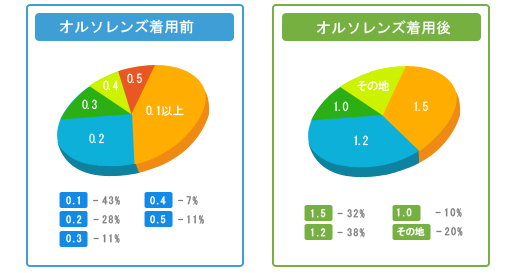 オルソレンズ着用前
0.5
0.4
0.3
0.1以上
0.2
0.1 - 43%
0.4 - 7%
0.2 - 28%
0.5 - 11%
0.3 - 11%
オルソレンズ着用後
その地
1.0
1.5
1.2
1.5 - 32%
1.0 - 10%
1.2 - 38%
その地 - 20%